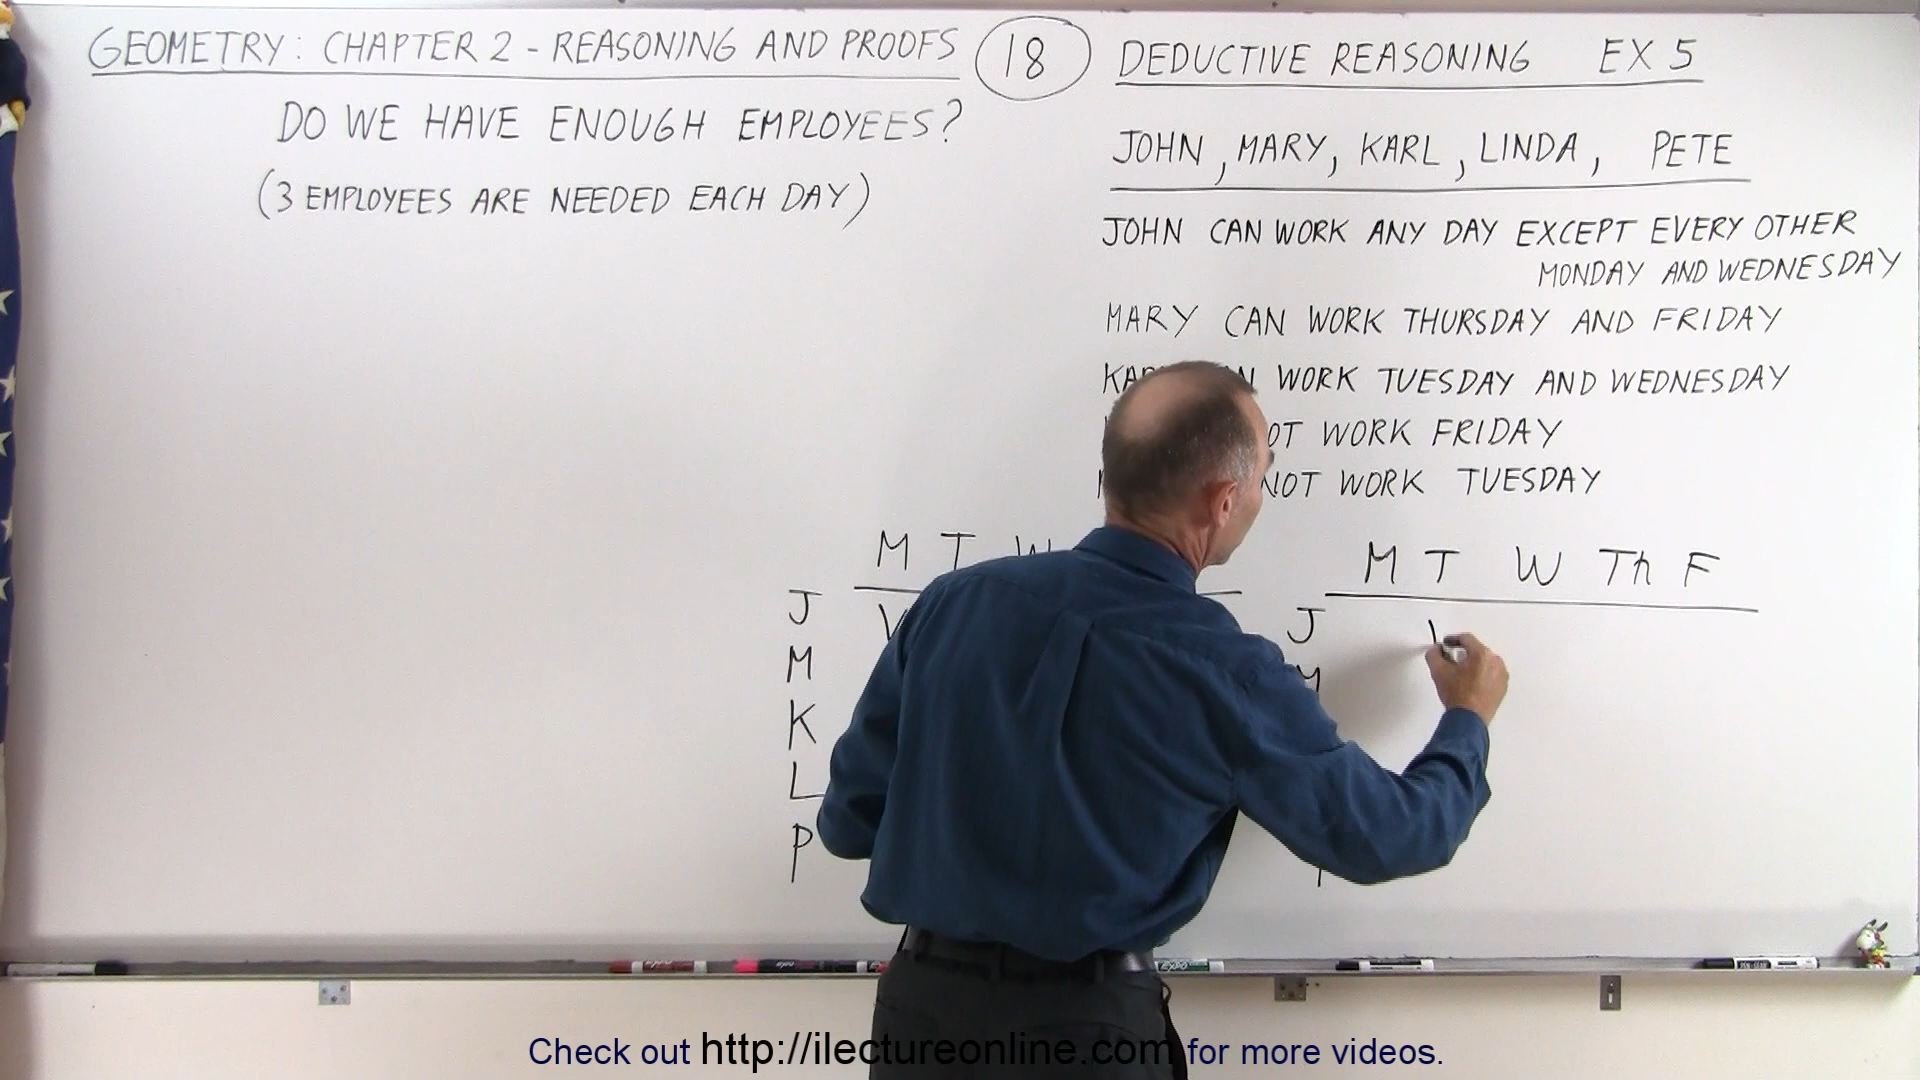 GEOMETRY: CHAPTER 2 - REASONING AND PROOFS
18
DEDUCTIVE REASONING EX 5
DO WE HAVE ENOUGH EMPLOYEES?
(3 EMPLOYEES ARE NEEDED EACH DAY)
JOHN, MARY, KARL, LINDA, PETE
JOHN CAN WORK ANY DAY EXCEPT EVERY OTHER
MONDAY AND WEDNESDAY
MARY CAN WORK THURSDAY AND FRIDAY
WORK TUESDAY AND WEDNESDAY
WORK FRIDAY
NOT WORK TUESDAY
M T W
J
M
K
L
P
M T W Th F
J
M
Check out http://ilectureonline.com for more videos.